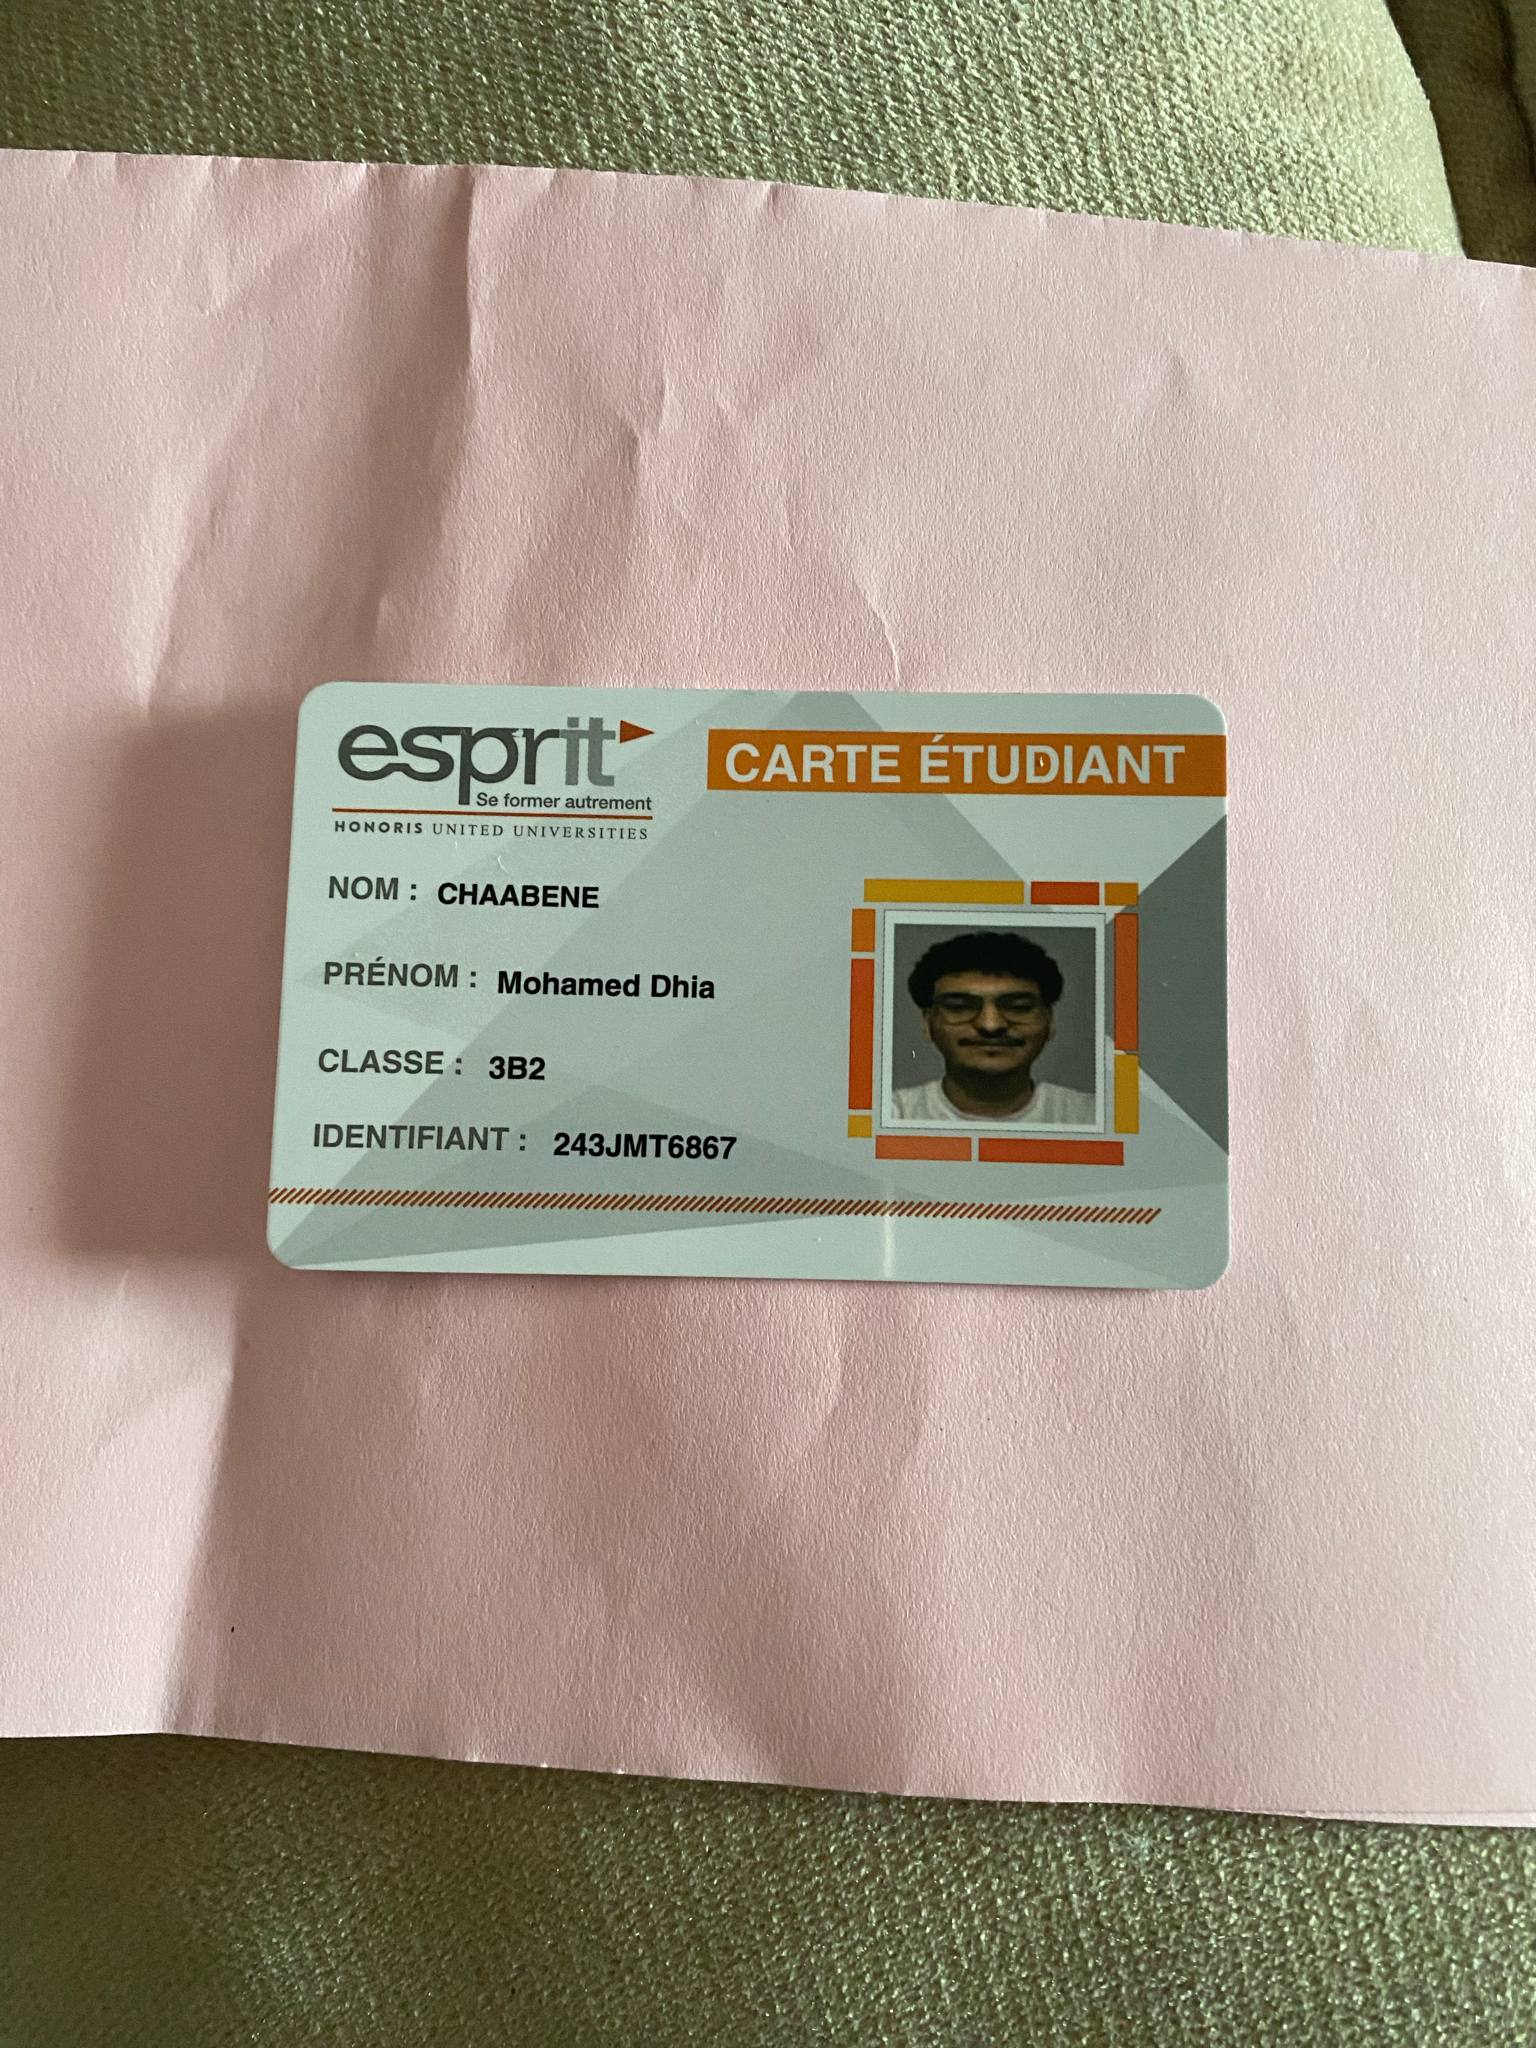 esprit
Se former autrement
HONORIS UNITED UNIVERSITIES
CARTE ÉTUDIANT
NOM : CHAABENE
PRÉNOM : Mohamed Dhia
CLASSE : 3B2
IDENTIFIANT : 243JMT6867